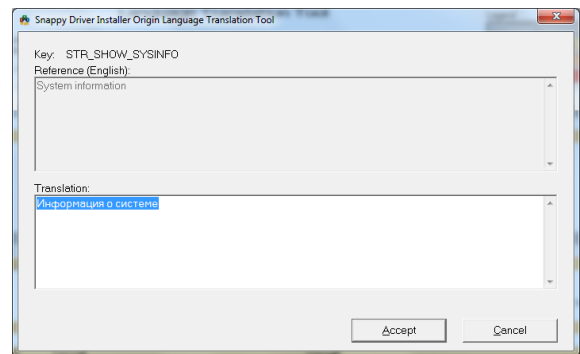 Snappy Driver Installer Origin Language Translation Tool
Key: STR_SHOW_SYSINFO
Reference (English):
System information
Translation:
Информация о системе
Accept Cancel